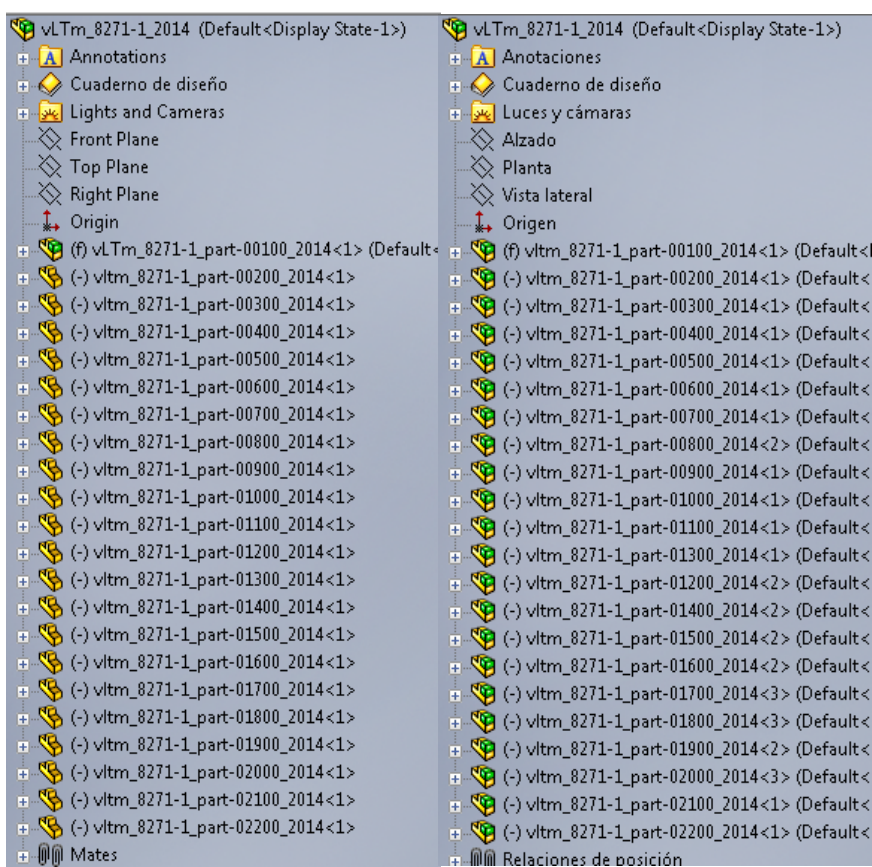 vLTm_8271-1_2014 (Default<Display State-1>)
Annotations
Cuaderno de diseño
Lights and Cameras
Front Plane
Top Plane
Right Plane
Origin
(f) vLTm_8271-1_part-00100_2014<1> (Default<
(-) vltm_8271-1_part-00200_2014<1>
(-) vltm_8271-1_part-00300_2014<1>
(-) vltm_8271-1_part-00400_2014<1>
(-) vltm_8271-1_part-00500_2014<1>
(-) vltm_8271-1_part-00600_2014<1>
(-) vltm_8271-1_part-00700_2014<1>
(-) vltm_8271-1_part-00800_2014<1>
(-) vltm_8271-1_part-00900_2014<1>
(-) vltm_8271-1_part-01000_2014<1>
(-) vltm_8271-1_part-01100_2014<1>
(-) vltm_8271-1_part-01200_2014<1>
(-) vltm_8271-1_part-01300_2014<1>
(-) vltm_8271-1_part-01400_2014<1>
(-) vltm_8271-1_part-01500_2014<1>
(-) vltm_8271-1_part-01600_2014<1>
(-) vltm_8271-1_part-01700_2014<1>
(-) vltm_8271-1_part-01800_2014<1>
(-) vltm_8271-1_part-01900_2014<1>
(-) vltm_8271-1_part-02000_2014<1>
(-) vltm_8271-1_part-02100_2014<1>
(-) vltm_8271-1_part-02200_2014<1>
Mates
vLTm_8271-1_2014 (Default<Display State-1>)
Anotaciones
Cuaderno de diseño
Luces y cámaras
Alzado
Planta
Vista lateral
Origen
(f) vltm_8271-1_part-00100_2014<1> (Default<
(-) vltm_8271-1_part-00200_2014<1> (Default<
(-) vltm_8271-1_part-00300_2014<1> (Default<
(-) vltm_8271-1_part-00400_2014<1> (Default<
(-) vltm_8271-1_part-00500_2014<1> (Default<
(-) vltm_8271-1_part-00600_2014<1> (Default<
(-) vltm_8271-1_part-00700_2014<1> (Default<
(-) vltm_8271-1_part-00800_2014<2> (Default<
(-) vltm_8271-1_part-00900_2014<1> (Default<
(-) vltm_8271-1_part-01000_2014<1> (Default<
(-) vltm_8271-1_part-01100_2014<1> (Default<
(-) vltm_8271-1_part-01300_2014<1> (Default<
(-) vltm_8271-1_part-01200_2014<2> (Default<
(-) vltm_8271-1_part-01400_2014<2> (Default<
(-) vltm_8271-1_part-01500_2014<2> (Default<
(-) vltm_8271-1_part-01600_2014<2> (Default<
(-) vltm_8271-1_part-01700_2014<3> (Default<
(-) vltm_8271-1_part-01800_2014<3> (Default<
(-) vltm_8271-1_part-01900_2014<2> (Default<
(-) vltm_8271-1_part-02000_2014<3> (Default<
(-) vltm_8271-1_part-02100_2014<1> (Default<
(-) vltm_8271-1_part-02200_2014<1> (Default<
Relaciones de posición